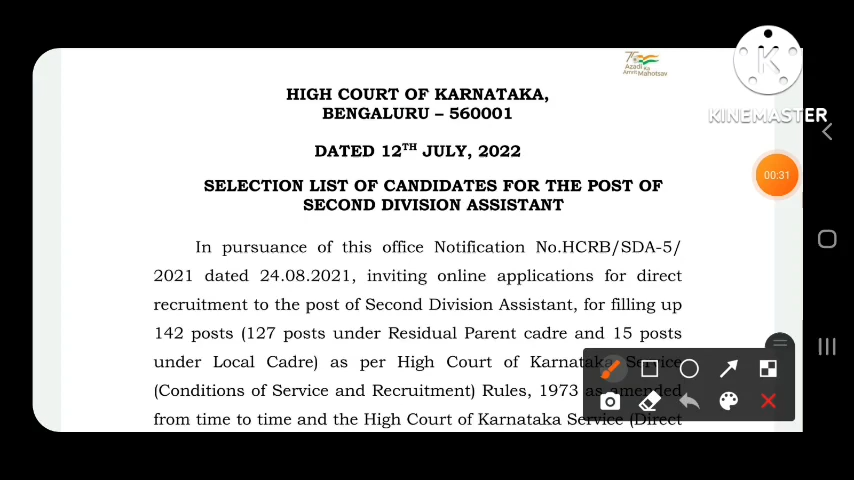 Azadi Ka
Amrit Mahotsav
KINEMASTER
HIGH COURT OF KARNATAKA,
BENGALURU – 560001
DATED 12TH JULY, 2022
00:31
SELECTION LIST OF CANDIDATES FOR THE POST OF
SECOND DIVISION ASSISTANT
In pursuance of this office Notification No.HCRB/SDA-5/
2021 dated 24.08.2021, inviting online applications for direct
recruitment to the post of Second Division Assistant, for filling up
142 posts (127 posts under Residual Parent cadre and 15 posts
under Local Cadre) as per High Court of Karnataka Service
(Conditions of Service and Recruitment) Rules, 1973 as amended
from time to time and the High Court of Karnataka Service (Direct